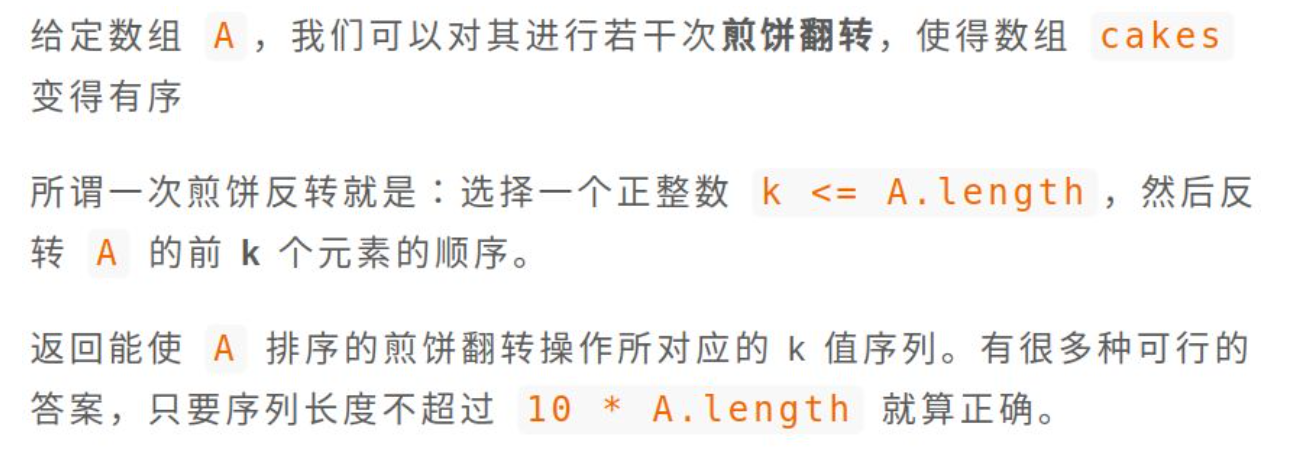 给定数组 A，我们可以对其进行若干次煎饼翻转，使得数组 cakes
变得有序
所谓一次煎饼反转就是：选择一个正整数 k <= A.length，然后反
转 A 的前 k 个元素的顺序。
返回能使 A 排序的煎饼翻转操作所对应的 k 值序列。有很多种可行的
答案，只要序列长度不超过 10 * A.length 就算正确。